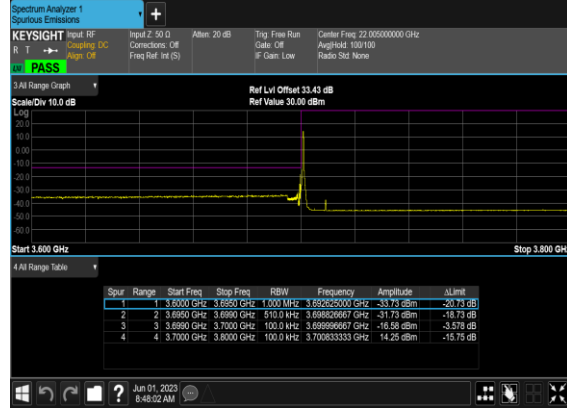 Spectrum Analyzer 1
Spurious Emissions
+
KEYSIGHT Input: RF Input Z: 50 Ω Atten: 20 dB Trig: Free Run Center Freq: 22.005000000 GHz
R T Coupling: DC Corrections: Off Gate: Off Avg|Hold: 100/100
Align: Off Freq Ref: Int (S) IF Gain: Low Radio Std: None
PASS
3 All Range Graph
Ref Lvl Offset 33.43 dB
Scale/Div 10.0 dB Ref Value 30.00 dBm
Log
20.0
10.0
0.00
-10.0
-20.0
-30.0
-40.0
-50.0
-60.0
Start 3.600 GHz Stop 3.800 GH
4 All Range Table
Spur Range Start Freq Stop Freq RBW Frequency Amplitude ΔLimit
1 1 3.6000 GHz 3.6950 GHz 1.000 MHz 3.692625000 GHz -33.73 dBm -20.73 dB
2 2 3.6950 GHz 3.6990 GHz 510.0 kHz 3.698826667 GHz -31.73 dBm -18.73 dB
3 3 3.6990 GHz 3.7000 GHz 100.0 kHz 3.699996667 GHz -16.58 dBm -3.578 dB
4 4 3.7000 GHz 3.8000 GHz 100.0 kHz 3.700833333 GHz 14.25 dBm -15.75 dB
? Jun 01, 2023
8:48:02 AM